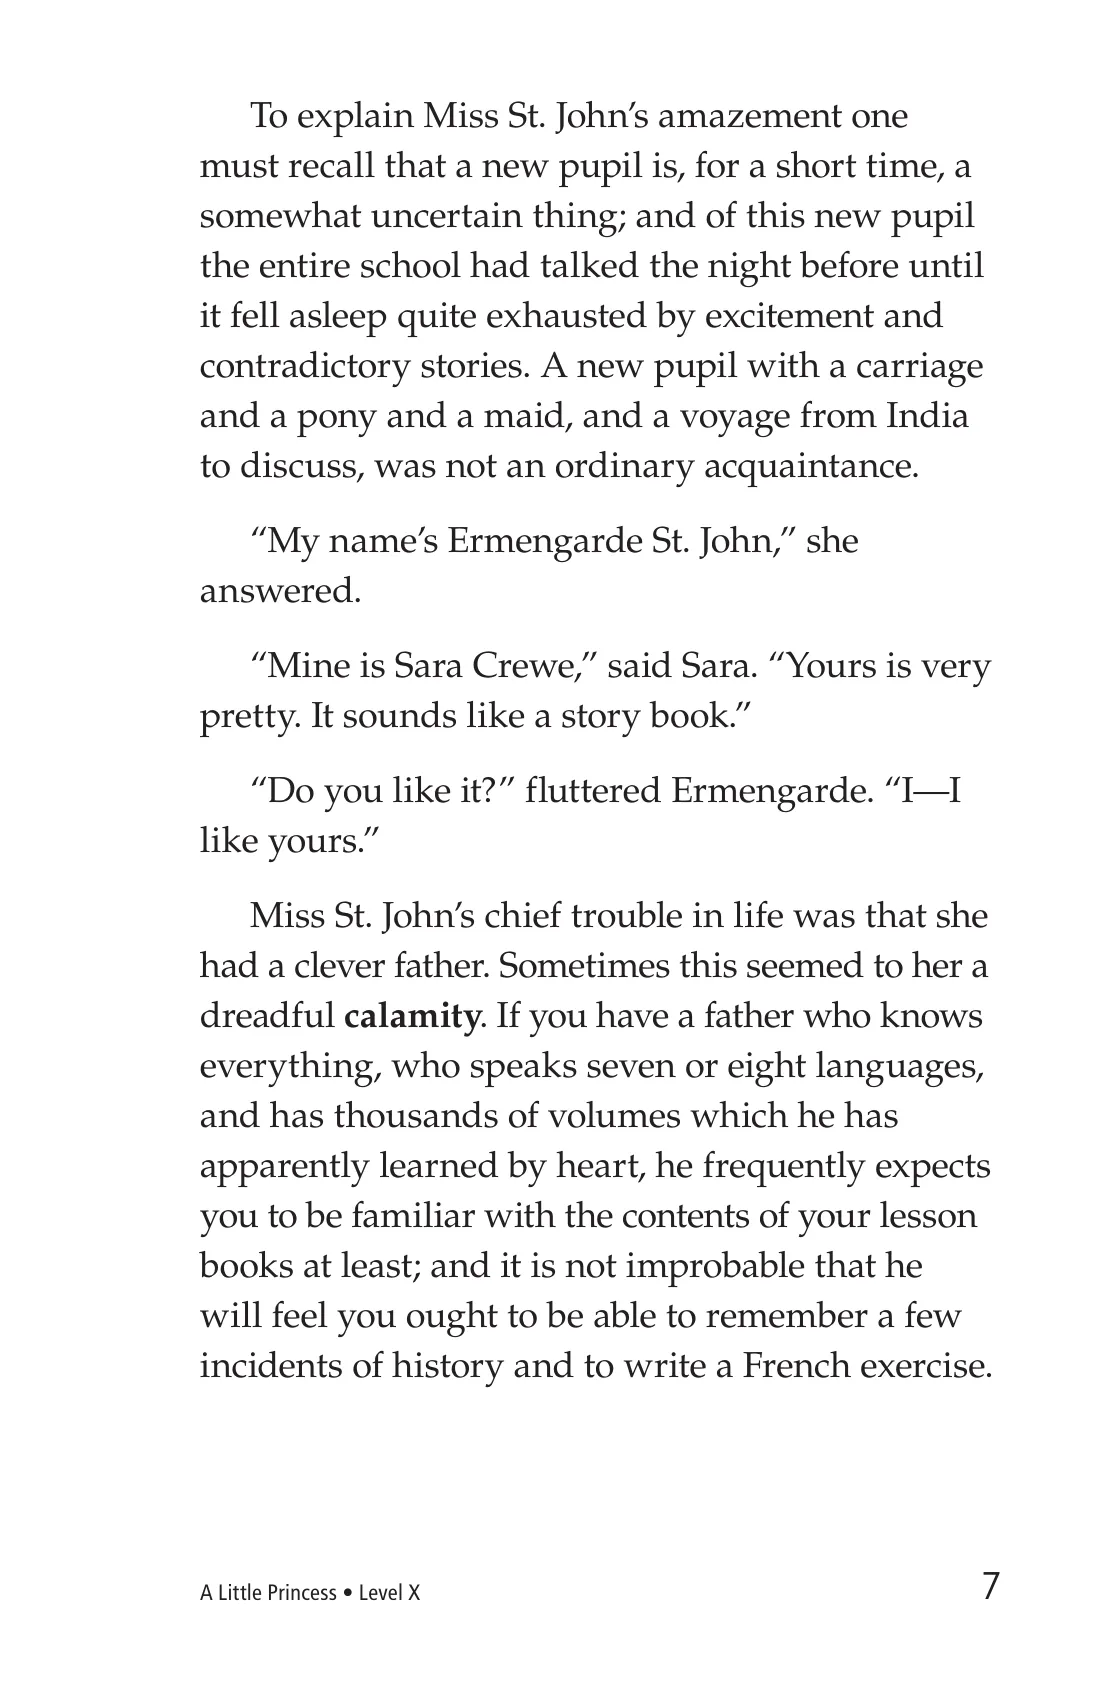 To explain Miss St. John’s amazement one
must recall that a new pupil is, for a short time, a
somewhat uncertain thing; and of this new pupil
the entire school had talked the night before until
it fell asleep quite exhausted by excitement and
contradictory stories. A new pupil with a carriage
and a pony and a maid, and a voyage from India
to discuss, was not an ordinary acquaintance.
“My name’s Ermengarde St. John,” she
answered.
“Mine is Sara Crewe,” said Sara. “Yours is very
pretty. It sounds like a story book.”
“Do you like it?” fluttered Ermengarde. “I—I
like yours.”
Miss St. John’s chief trouble in life was that she
had a clever father. Sometimes this seemed to her a
dreadful calamity. If you have a father who knows
everything, who speaks seven or eight languages,
and has thousands of volumes which he has
apparently learned by heart, he frequently expects
you to be familiar with the contents of your lesson
books at least; and it is not improbable that he
will feel you ought to be able to remember a few
incidents of history and to write a French exercise.
A Little Princess • Level X 7